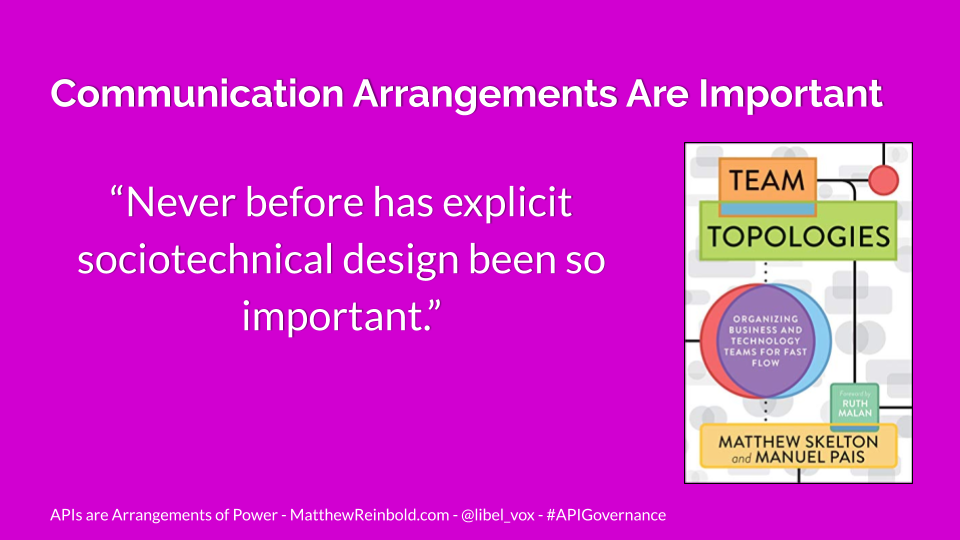 Communication Arrangements Are Important
“Never before has explicit
sociotechnical design been so
important.”
TEAM
TOPOLOGIES
ORGANIZING
BUSINESS AND
TECHNOLOGY
TEAMS FOR FAST
FLOW
Foreword by
RUTH
MALAN
MATTHEW SKELTON
and MANUEL PAIS
APIs are Arrangements of Power - MatthewReinbold.com - @libel_vox - #APIGovernance